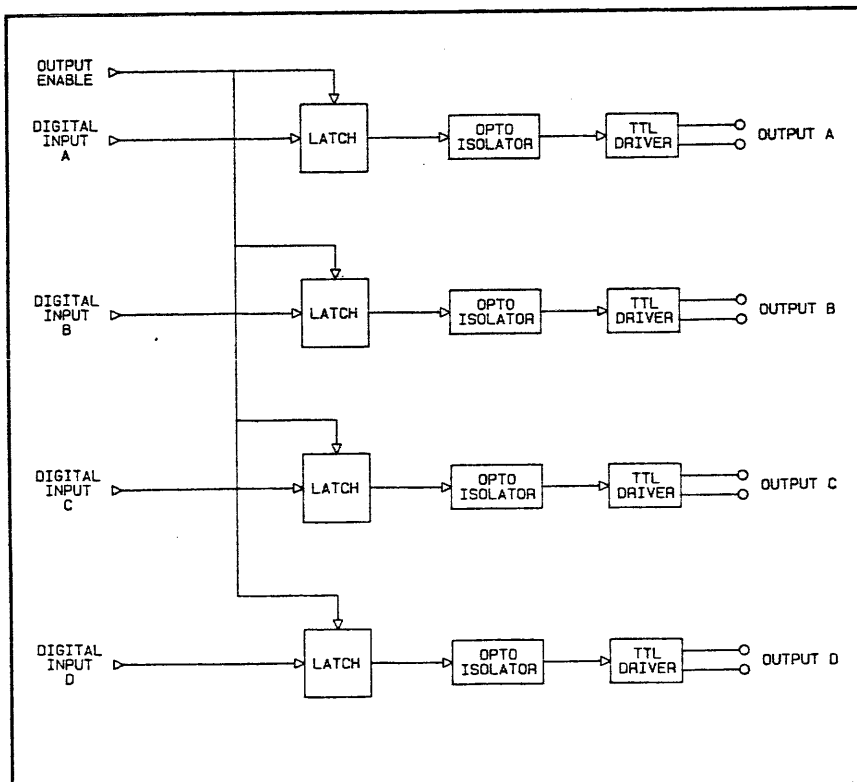 OUTPUT
ENABLE
DIGITAL
INPUT
A
LATCH
OPTO
ISOLATOR
TTL
DRIVER
OUTPUT A
DIGITAL
INPUT
B
LATCH
OPTO
ISOLATOR
TTL
DRIVER
OUTPUT B
DIGITAL
INPUT
C
LATCH
OPTO
ISOLATOR
TTL
DRIVER
OUTPUT C
DIGITAL
INPUT
D
LATCH
OPTO
ISOLATOR
TTL
DRIVER
OUTPUT D